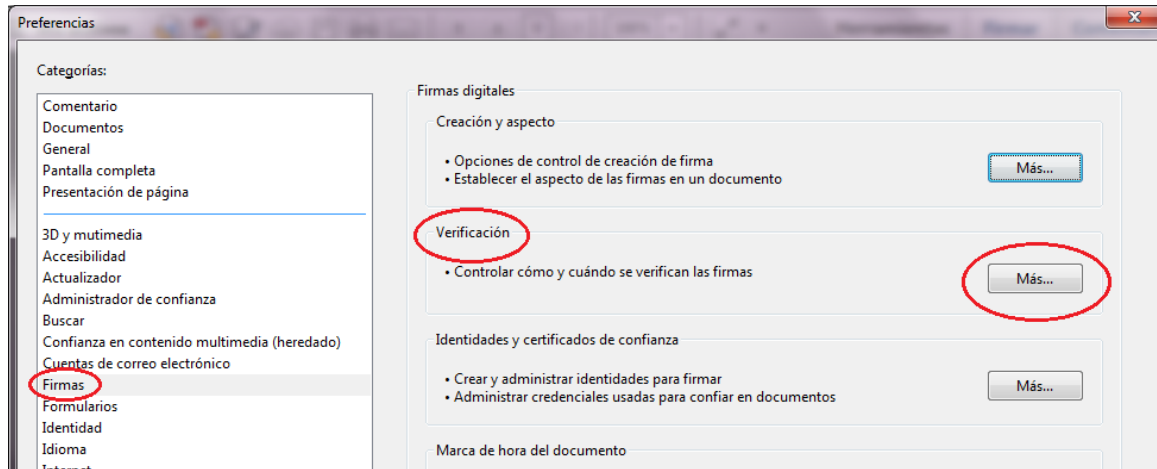 Preferencias
Categorías:
Comentario
Documentos
General
Pantalla completa
Presentación de página
3D y mutimedia
Accesibilidad
Actualizador
Administrador de confianza
Buscar
Confianza en contenido multimedia (heredado)
Cuentas de correo electrónico
Firmas
Formularios
Identidad
Idioma
Internet
Firmas digitales
Creación y aspecto
• Opciones de control de creación de firma
• Establecer el aspecto de las firmas en un documento
Más...
Verificación
• Controlar cómo y cuándo se verifican las firmas
Más...
Identidades y certificados de confianza
• Crear y administrar identidades para firmar
• Administrar credenciales usadas para confiar en documentos
Más...
Marca de hora del documento